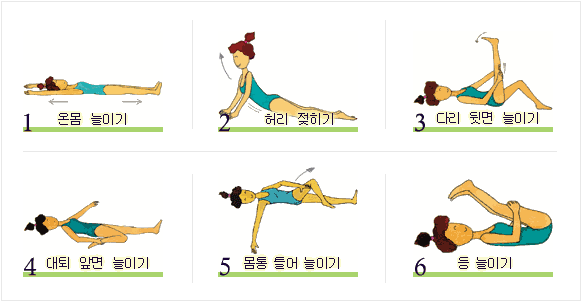 1 온몸 늘이기
2 허리 젖히기
3 다리 뒷면 늘이기
4 대퇴 앞면 늘이기
5 몸통 틀어 늘이기
6 등 늘이기